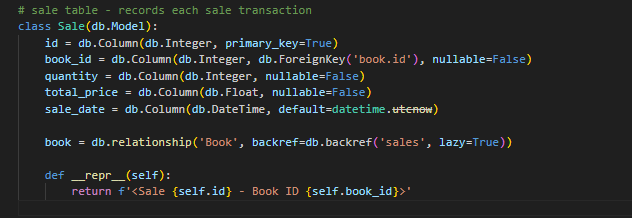 # sale table - records each sale transaction
class Sale(db.Model):
    id = db.Column(db.Integer, primary_key=True)
    book_id = db.Column(db.Integer, db.ForeignKey('book.id'), nullable=False)
    quantity = db.Column(db.Integer, nullable=False)
    total_price = db.Column(db.Float, nullable=False)
    sale_date = db.Column(db.DateTime, default=datetime.utcnow)
    book = db.relationship('Book', backref=db.backref('sales', lazy=True))
    def __repr__(self):
        return f'<Sale {self.id} - Book ID {self.book_id}>'